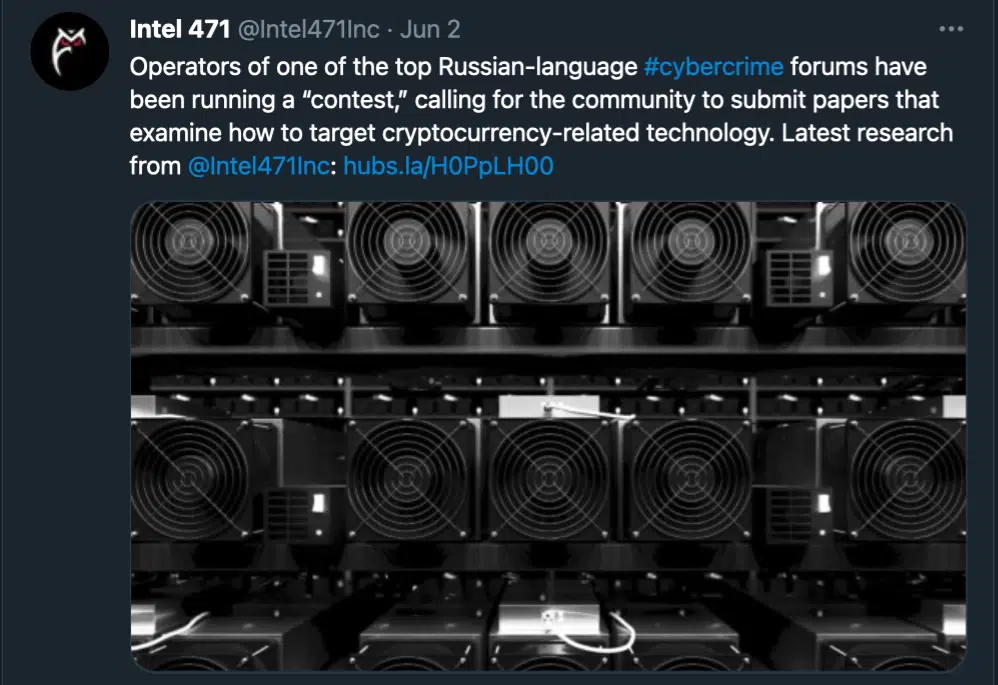 Intel 471 @Intel471Inc · Jun 2
Operators of one of the top Russian-language #cybercrime forums have
been running a “contest,” calling for the community to submit papers that
examine how to target cryptocurrency-related technology. Latest research
from @Intel471Inc: hubs.la/H0PpLH00